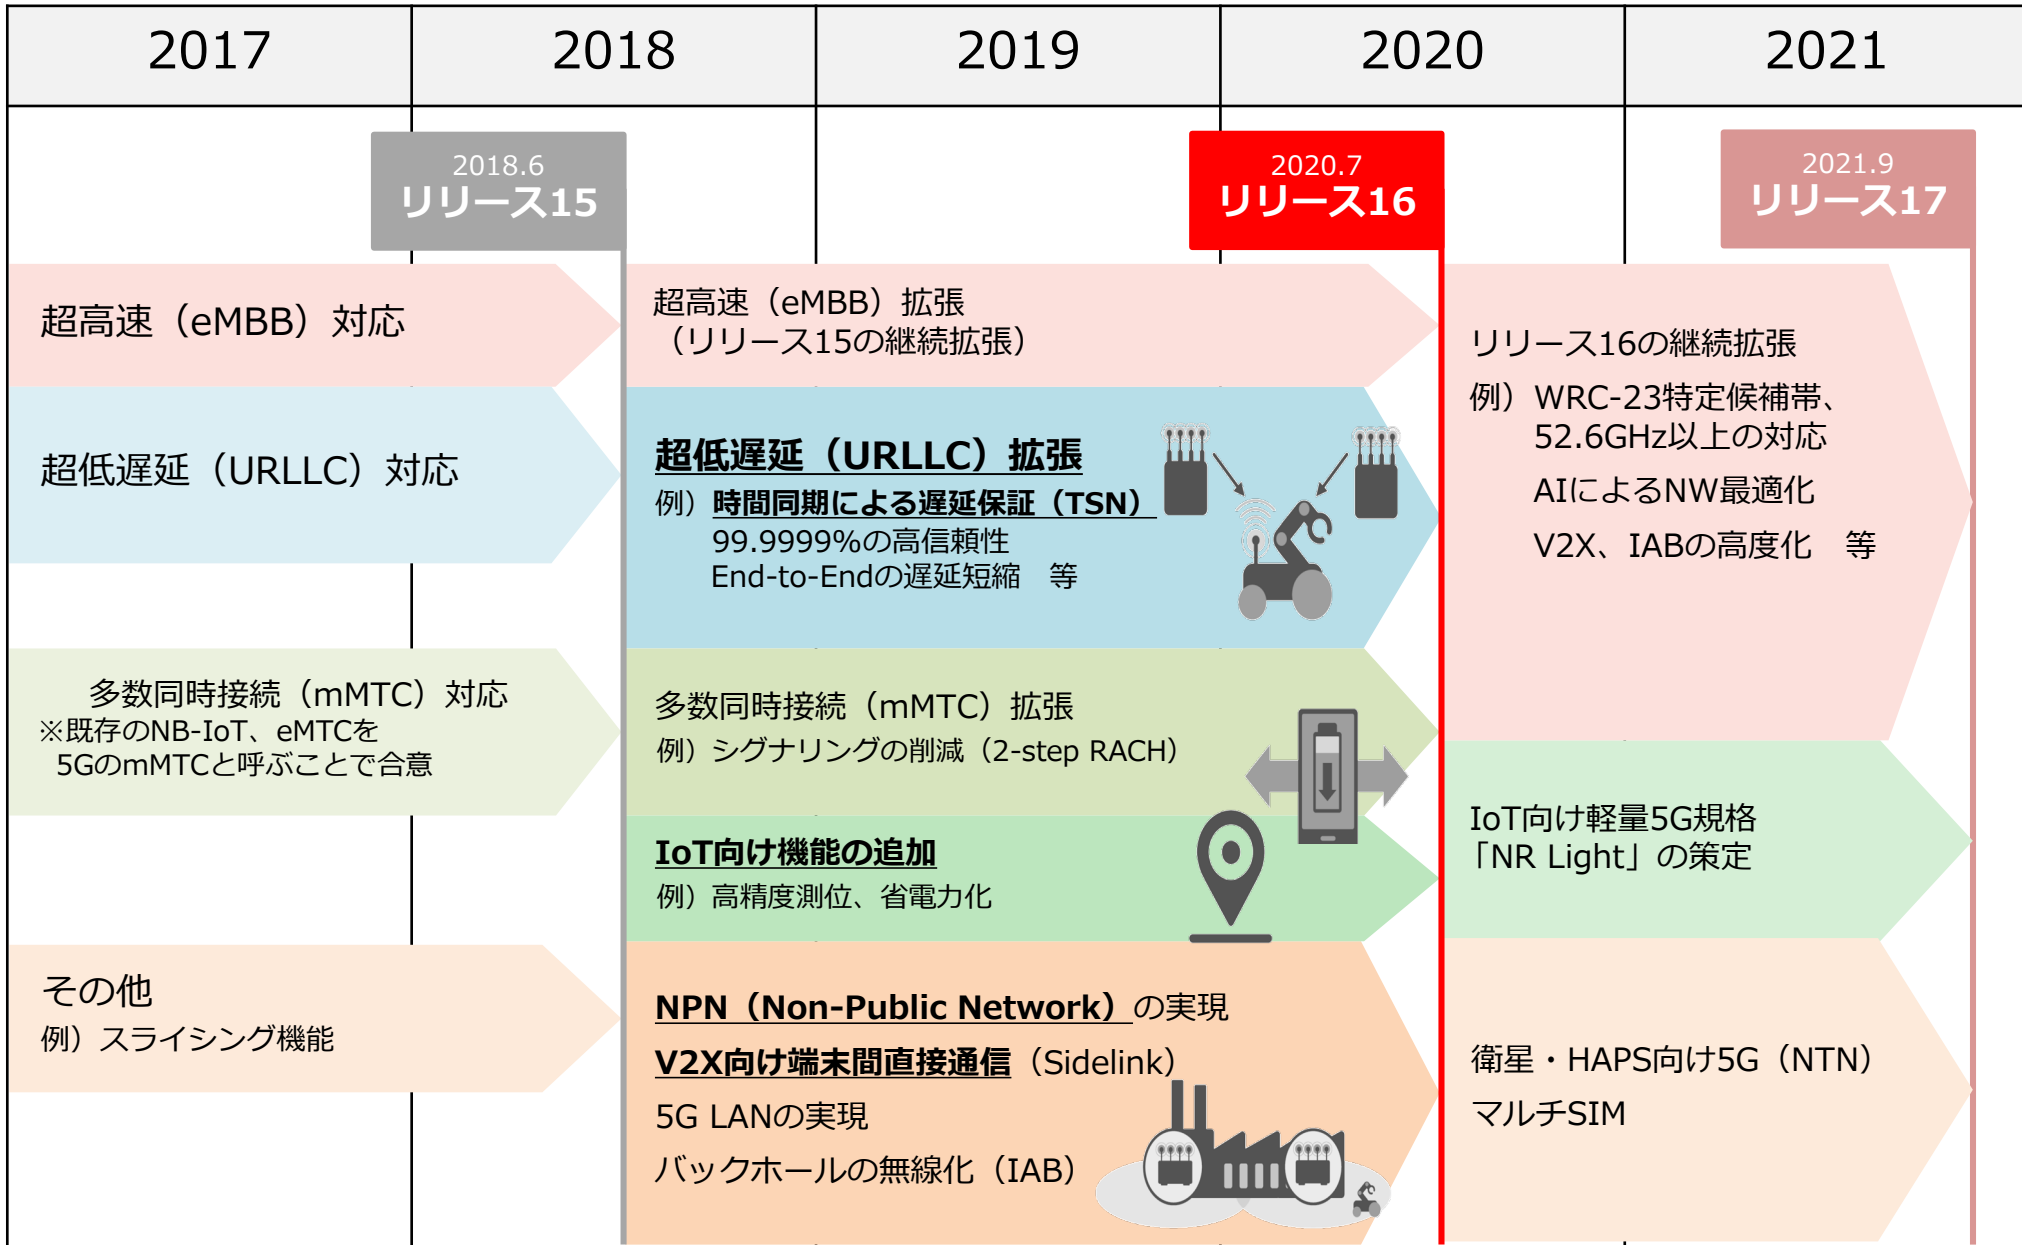 2017
2018
2019
2020
2021
2018.6
リリース15
2020.7
リリース16
2021.9
リリース17
超高速（eMBB）対応
超低遅延（URLLC）対応
多数同時接続（mMTC）対応
※既存のNB-IoT、eMTCを
5GのmMTCと呼ぶことで合意
その他
例）スライシング機能
超高速（eMBB）拡張
（リリース15の継続拡張）
超低遅延（URLLC）拡張
例）時間同期による遅延保証（TSN）
99.9999%の高信頼性
End-to-Endの遅延短縮　等
多数同時接続（mMTC）拡張
例）シグナリングの削減（2-step RACH）
IoT向け機能の追加
例）高精度測位、省電力化
NPN（Non-Public Network）の実現
V2X向け端末間直接通信（Sidelink）
5G LANの実現
バックホールの無線化（IAB）
リリース16の継続拡張
例）WRC-23特定候補帯、
52.6GHz以上の対応
AIによるNW最適化
V2X、IABの高度化　等
IoT向け軽量5G規格
「NR Light」の策定
衛星・HAPS向け5G（NTN）
マルチSIM